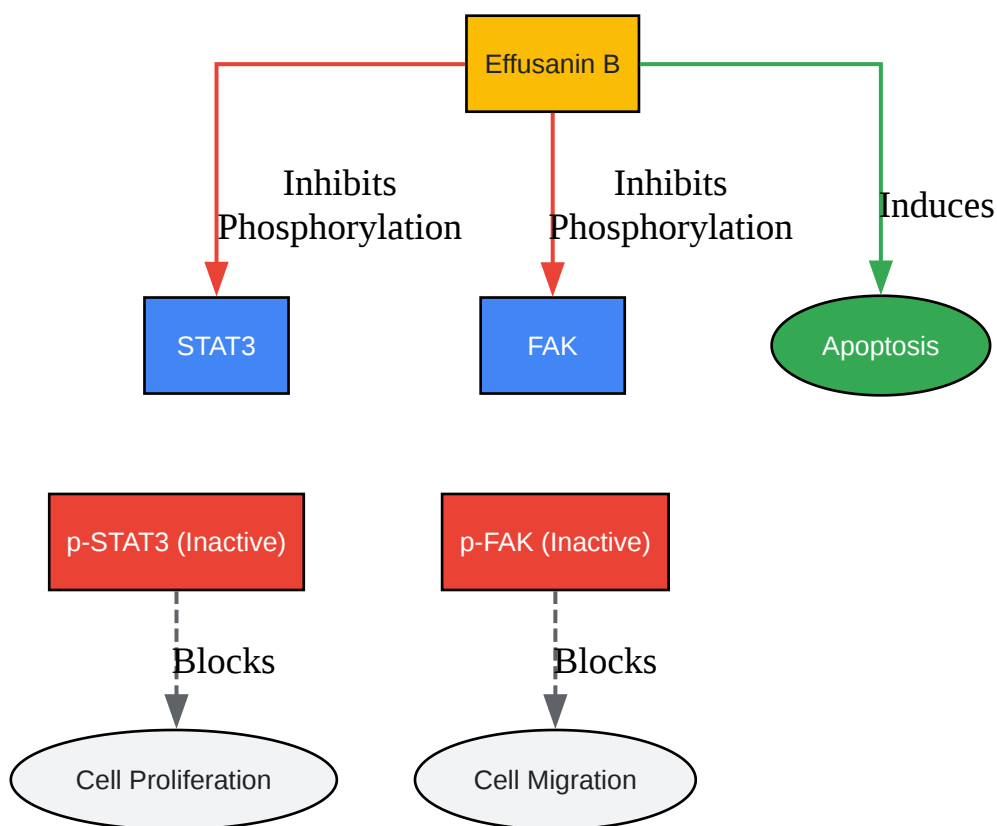 Effusanin B
Inhibits
Phosphorylation
Inhibits
Phosphorylation
Induces
STAT3
FAK
Apoptosis
p-STAT3 (Inactive)
p-FAK (Inactive)
Blocks
Blocks
Cell Proliferation
Cell Migration